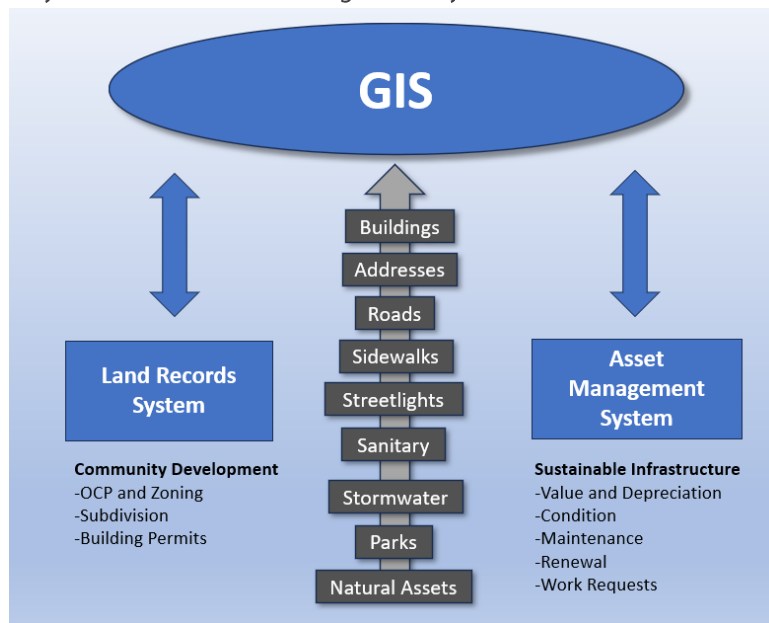 GIS
Buildings
Addresses
Roads
Sidewalks
Streetlights
Sanitary
Stormwater
Parks
Natural Assets
Land Records
System
Community Development
-OCP and Zoning
-Subdivision
-Building Permits
Asset
Management
System
Sustainable Infrastructure
-Value and Depreciation
-Condition
-Maintenance
-Renewal
-Work Requests